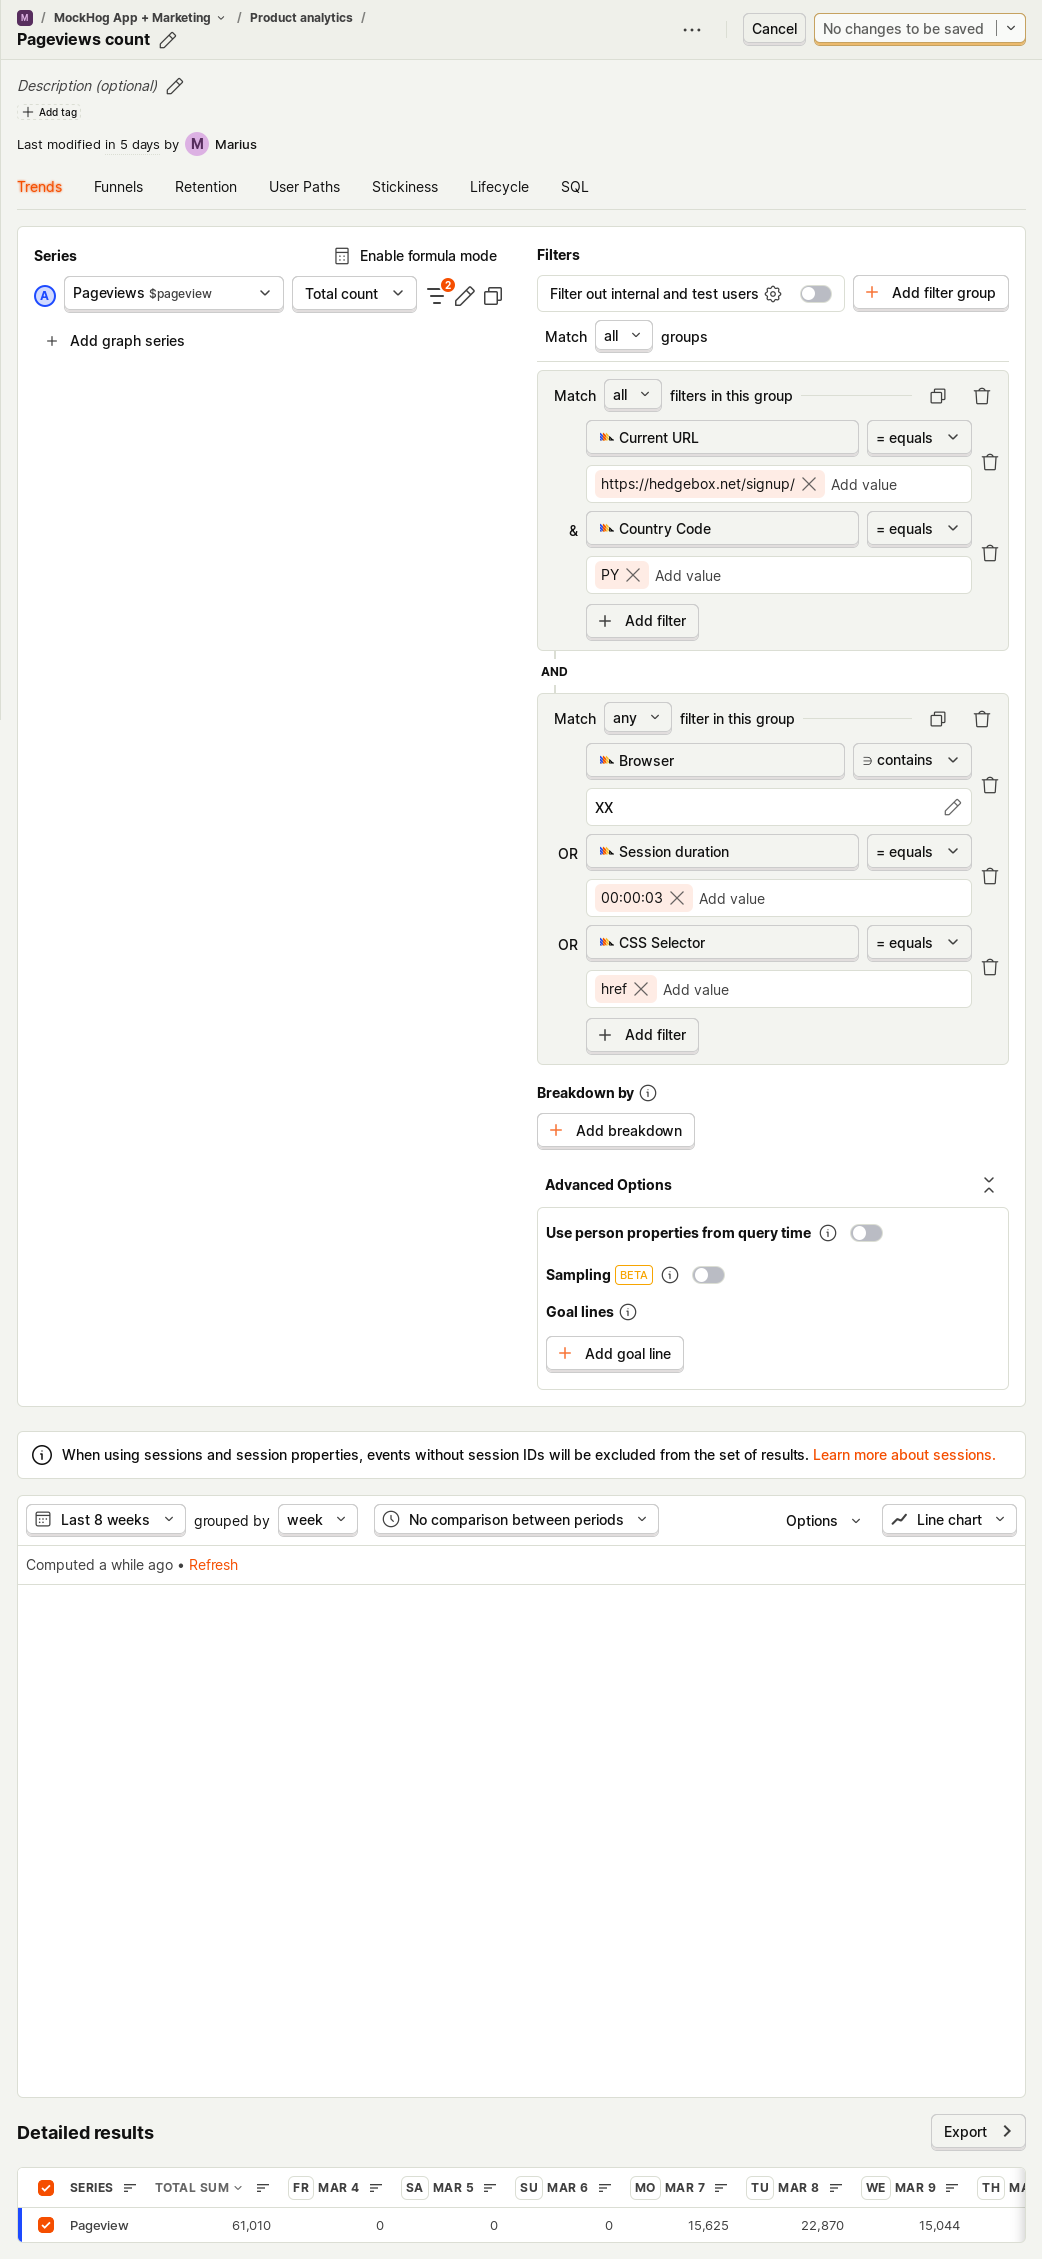 M / MockHog App + Marketing / Product analytics /
Pageviews count
Cancel
No changes to be saved
Description (optional)
Add tag
Last modified in 5 days by M Marius
Trends Funnels Retention User Paths Stickiness Lifecycle SQL
Series
Enable formula mode
A Pageviews $pageview Total count 2
Add graph series
Filters
Filter out internal and test users
Add filter group
Match all groups
Match all filters in this group
Current URL = equals
https://hedgebox.net/signup/ Add value
& Country Code = equals
PY Add value
Add filter
AND
Match any filter in this group
Browser ∋ contains
XX
OR Session duration = equals
00:00:03 Add value
OR CSS Selector = equals
href Add value
Add filter
Breakdown by
Add breakdown
Advanced Options
Use person properties from query time
Sampling BETA
Goal lines
Add goal line
When using sessions and session properties, events without session IDs will be excluded from the set of results. Learn more about sessions.
Last 8 weeks grouped by week No comparison between periods Options Line chart
Computed a while ago • Refresh
Detailed results
Export
SERIES TOTAL SUM FR MAR 4 SA MAR 5 SU MAR 6 MO MAR 7 TU MAR 8 WE MAR 9 TH
Pageview 61,010 0 0 0 15,625 22,870 15,044